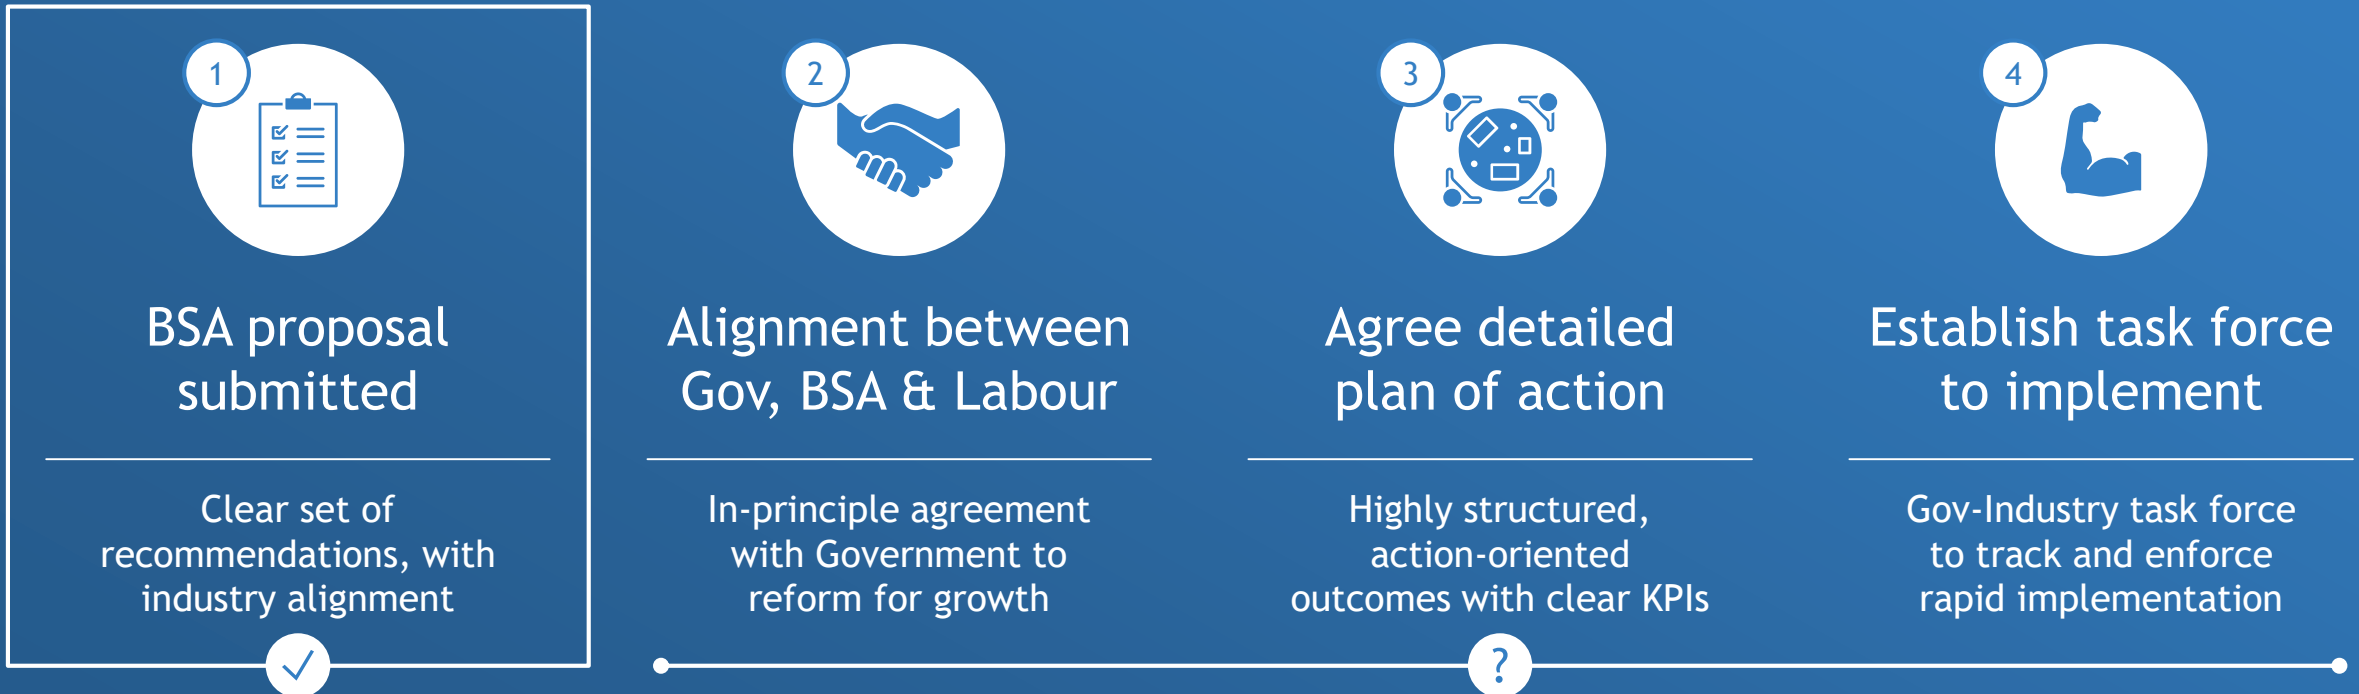 1
BSA proposal
submitted
Clear set of
recommendations, with
industry alignment
2
Alignment between
Gov, BSA & Labour
In-principle agreement
with Government to
reform for growth
3
Agree detailed
plan of action
Highly structured,
action-oriented
outcomes with clear KPIs
?
4
Establish task force
to implement
Gov-Industry task force
to track and enforce
rapid implementation